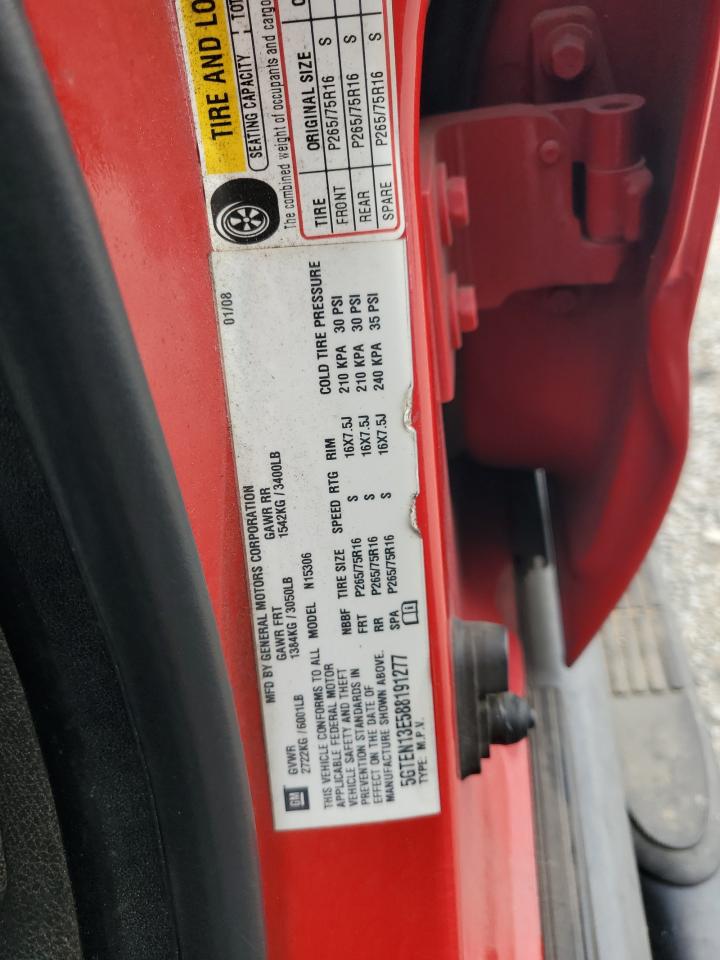 GM
MFD BY GENERAL MOTORS CORPORATION 01/08
GVWR GAWR FRT GAWR RR
2722KG / 6001LB 1384KG / 3050LB 1542KG / 3400LB
THIS VEHICLE CONFORMS TO ALL
APPLICABLE FEDERAL MOTOR
VEHICLE SAFETY AND THEFT
PREVENTION STANDARDS IN
EFFECT ON THE DATE OF
MANUFACTURE SHOWN ABOVE.
5GTEN13E588191277
TYPE: M.P.V.
MODEL N15306
NBBF TIRE SIZE SPEED RTG RIM COLD TIRE PRESSURE
FRT P265/75R16 S 16X7.5J 210 KPA 30 PSI
RR P265/75R16 S 16X7.5J 210 KPA 30 PSI
SPA P265/75R16 S 16X7.5J 240 KPA 35 PSI
TIRE AND LO
SEATING CAPACITY TOT
The combined weight of occupants and cargo
TIRE ORIGINAL SIZE C
FRONT P265/75R16 S
REAR P265/75R16 S
SPARE P265/75R16 S